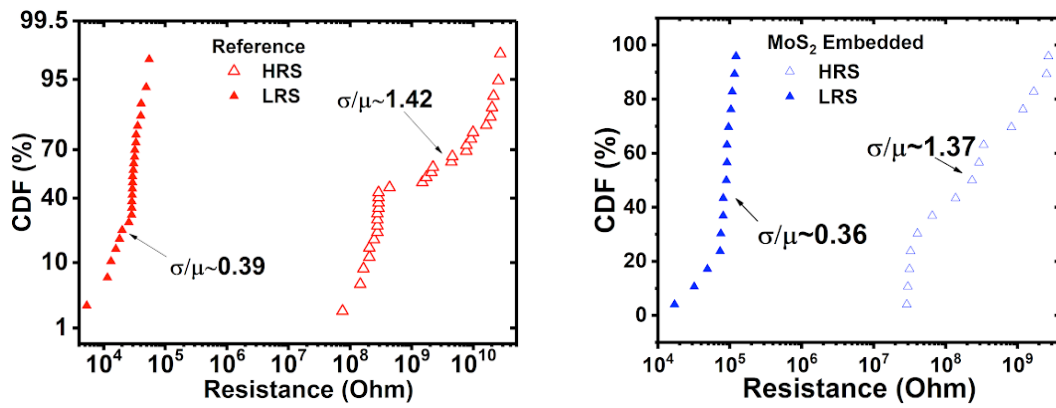 99.5
95
70
40
10
1
CDF (%)
Reference
HRS
LRS
σ/μ~1.42
σ/μ~0.39
10⁴ 10⁵ 10⁶ 10⁷ 10⁸ 10⁹ 10¹⁰
Resistance (Ohm)
100
80
60
40
20
0
CDF (%)
MoS₂ Embedded
HRS
LRS
σ/μ~1.37
σ/μ~0.36
10⁴ 10⁵ 10⁶ 10⁷ 10⁸ 10⁹
Resistance (Ohm)